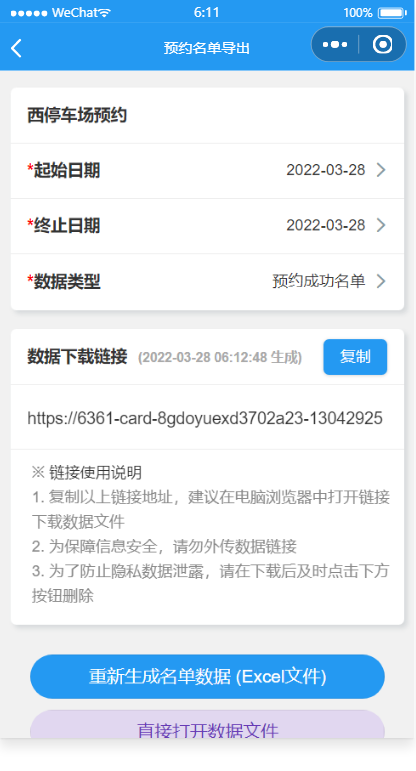 WeChat 6:11 100%
预约名单导出
西停车场预约
*起始日期 2022-03-28
*终止日期 2022-03-28
*数据类型 预约成功名单
数据下载链接 (2022-03-28 06:12:48 生成) 复制
https://6361-card-8gdoyuexd3702a23-13042925
※ 链接使用说明
1. 复制以上链接地址，建议在电脑浏览器中打开链接
下载数据文件
2. 为保障信息安全，请勿外传数据链接
3. 为了防止隐私数据泄露，请在下载后及时点击下方
按钮删除
重新生成名单数据 (Excel文件)
直接打开数据文件